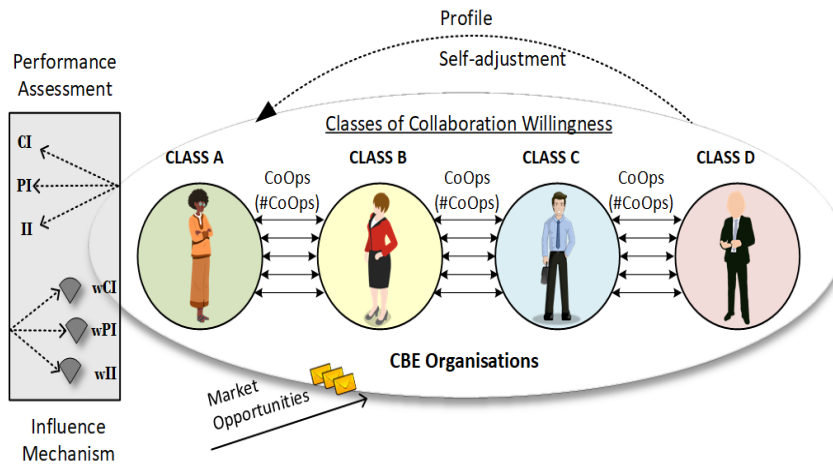 Profile
Self-adjustment
Performance
Assessment
Classes of Collaboration Willingness
CI
PI
II
CLASS A
CLASS B
CLASS C
CLASS D
CoOps
(#CoOps)
CoOps
(#CoOps)
CoOps
(#CoOps)
wCI
wPI
wII
CBE Organisations
Market
Opportunities
Influence
Mechanism